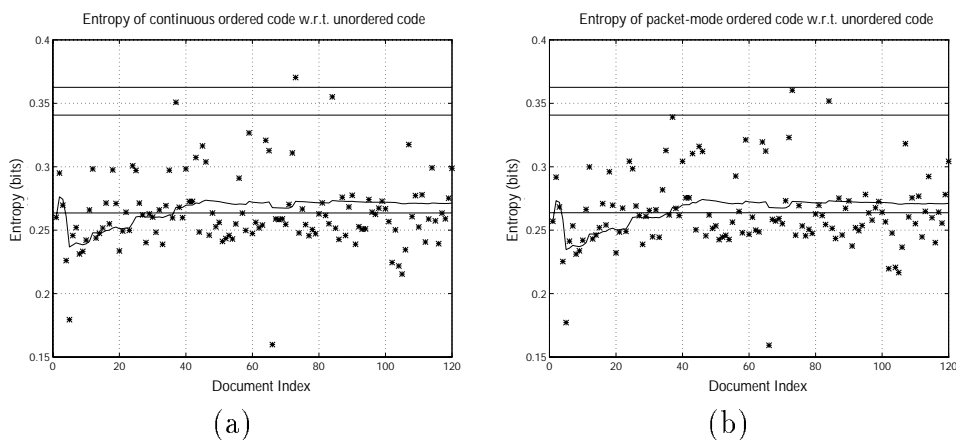 Entropy of continuous ordered code w.r.t. unordered code
0.4
0.35
0.3
0.25
0.2
0.15
Entropy (bits)
0 20 40 60 80 100 120
Document Index
(a)
Entropy of packet-mode ordered code w.r.t. unordered code
0.4
0.35
0.3
0.25
0.2
0.15
Entropy (bits)
0 20 40 60 80 100 120
Document Index
(b)